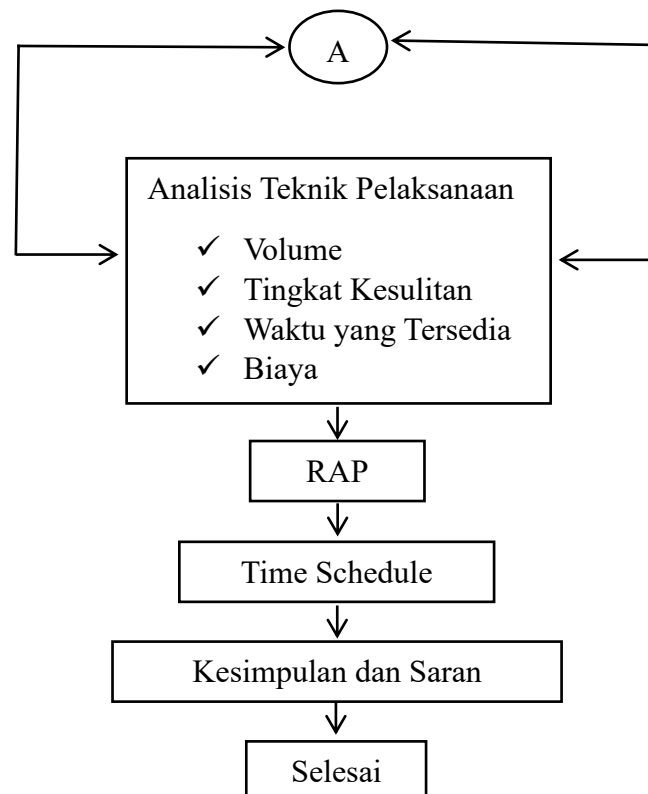 A
Analisis Teknik Pelaksanaan
✓ Volume
✓ Tingkat Kesulitan
✓ Waktu yang Tersedia
✓ Biaya
RAP
Time Schedule
Kesimpulan dan Saran
Selesai